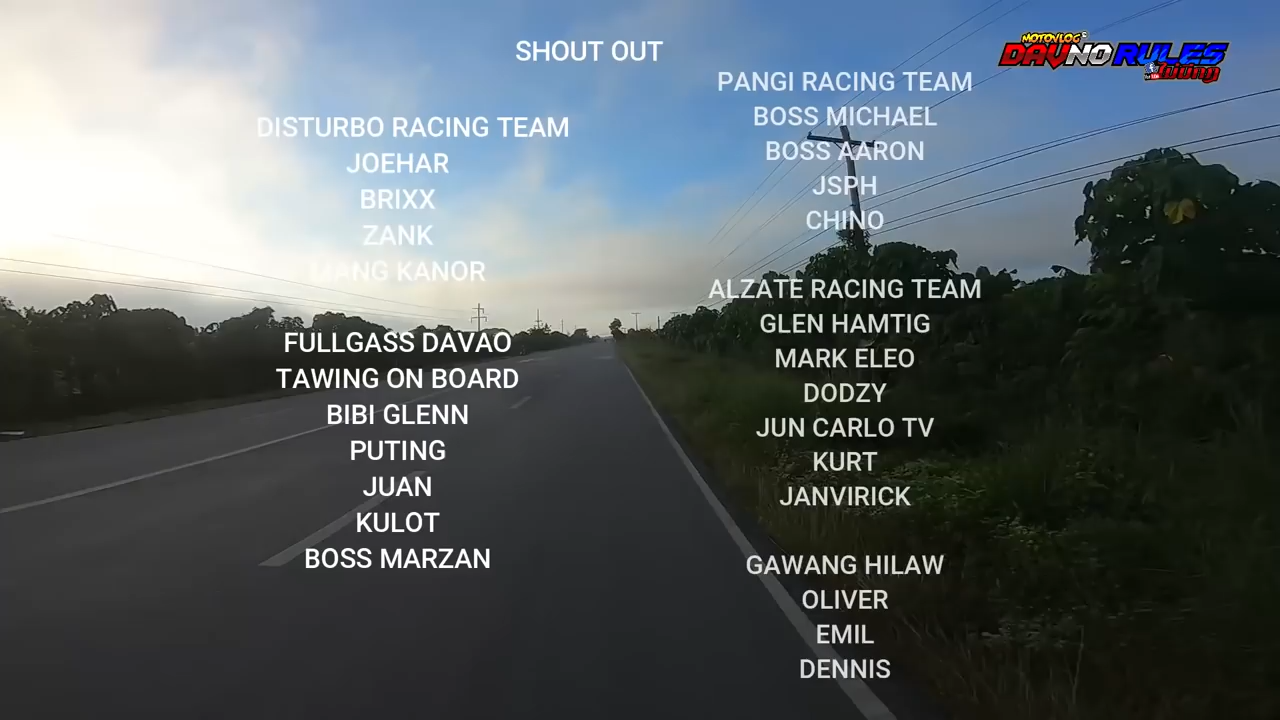 SHOUT OUT
DISTURBO RACING TEAM
JOEHAR
BRIXX
ZANK
MANG KANOR
FULLGASS DAVAO
TAWING ON BOARD
BIBI GLENN
PUTING
JUAN
KULOT
BOSS MARZAN
PANGI RACING TEAM
BOSS MICHAEL
BOSS AARON
JSPH
CHINO
ALZATE RACING TEAM
GLEN HAMTIG
MARK ELEO
DODZY
JUN CARLO TV
KURT
JANVIRICK
GAWANG HILAW
OLIVER
EMIL
DENNIS
MOTOVLOG
DAVNO RULES